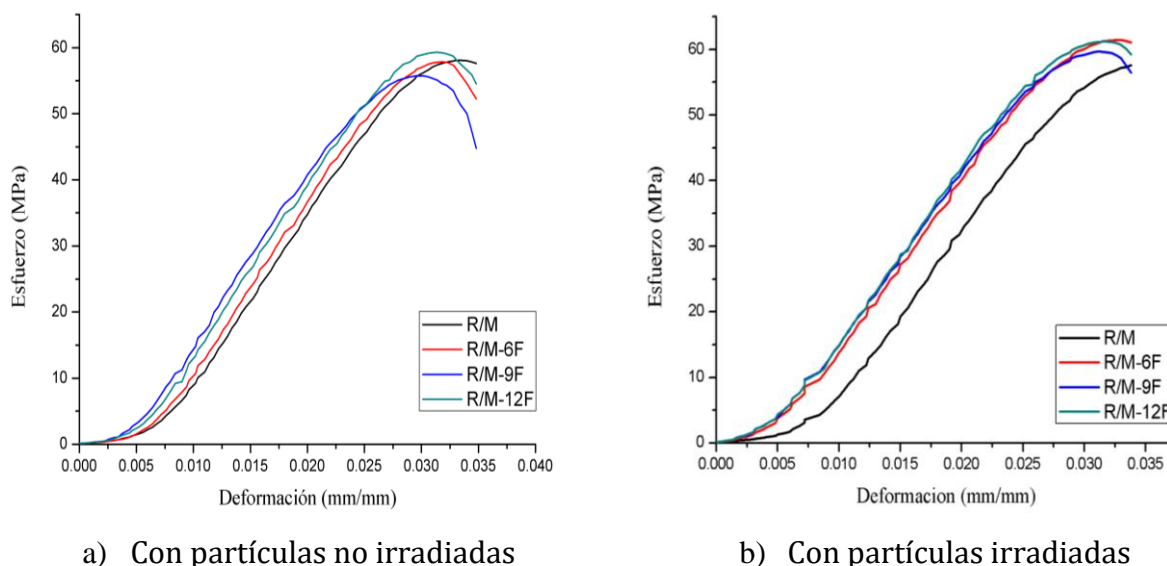 60
50
40
30
20
10
0
Esfuerzo (MPa)
0.000 0.005 0.010 0.015 0.020 0.025 0.030 0.035 0.040
Deformación (mm/mm)
R/M
R/M-6F
R/M-9F
R/M-12F
a) Con partículas no irradiadas
60
50
40
30
20
10
0
Esfuerzo (MPa)
0.000 0.005 0.010 0.015 0.020 0.025 0.030 0.035
Deformacion (mm/mm)
R/M
R/M-6F
R/M-9F
R/M-12F
b) Con partículas irradiadas